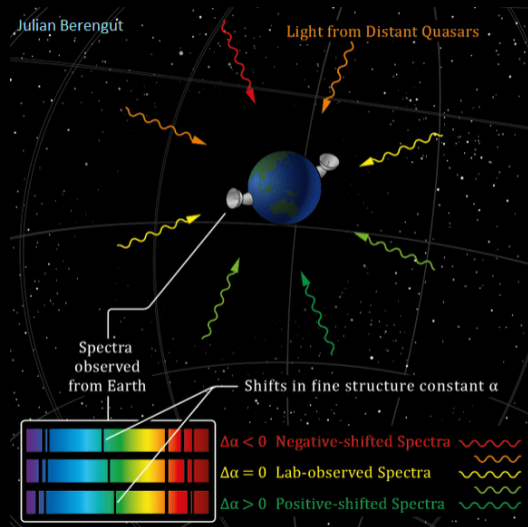 Julian Berengut
Light from Distant Quasars
Spectra
observed
from Earth
Shifts in fine structure constant α
Δα < 0 Negative-shifted Spectra
Δα = 0 Lab-observed Spectra
Δα > 0 Positive-shifted Spectra